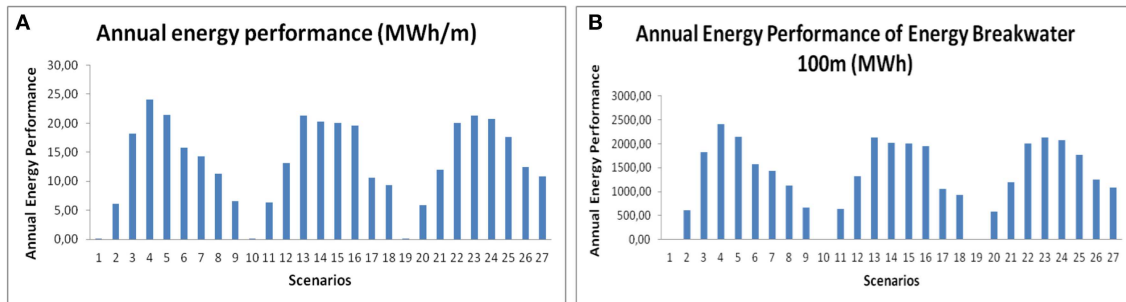 A
Annual energy performance (MWh/m)
Annual Energy Performance
30,00
25,00
20,00
15,00
10,00
5,00
0,00
1 2 3 4 5 6 7 8 9 10 11 12 13 14 15 16 17 18 19 20 21 22 23 24 25 26 27
Scenarios
B
Annual Energy Performance of Energy Breakwater
100m (MWh)
Annual Energy Performance
3000,00
2500,00
2000,00
1500,00
1000,00
500,00
0,00
1 2 3 4 5 6 7 8 9 10 11 12 13 14 15 16 17 18 19 20 21 22 23 24 25 26 27
Scenarios